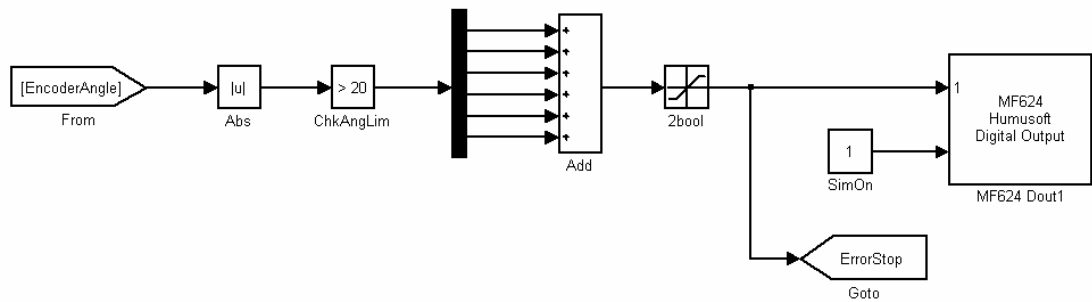 [EncoderAngle]
From
|u|
Abs
> 20
ChkAngLim
+
+
+
+
+
+
Add
2bool
1
SimOn
1
MF624
Humusoft
Digital Output
MF624 Dout1
ErrorStop
Goto